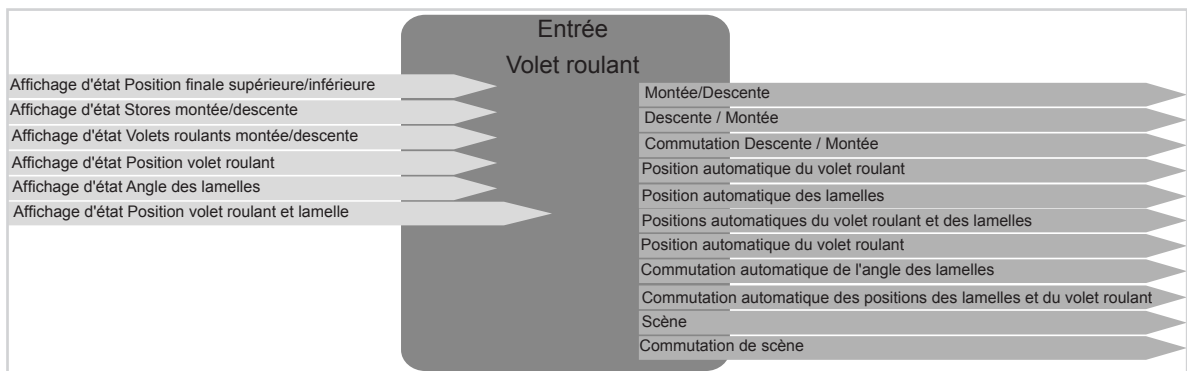 Entrée
Volet roulant
Affichage d'état Position finale supérieure/inférieure
Affichage d'état Stores montée/descente
Affichage d'état Volets roulants montée/descente
Affichage d'état Position volet roulant
Affichage d'état Angle des lamelles
Affichage d'état Position volet roulant et lamelle
Montée/Descente
Descente / Montée
Commutation Descente / Montée
Position automatique du volet roulant
Position automatique des lamelles
Positions automatiques du volet roulant et des lamelles
Position automatique du volet roulant
Commutation automatique de l'angle des lamelles
Commutation automatique des positions des lamelles et du volet roulant
Scène
Commutation de scène